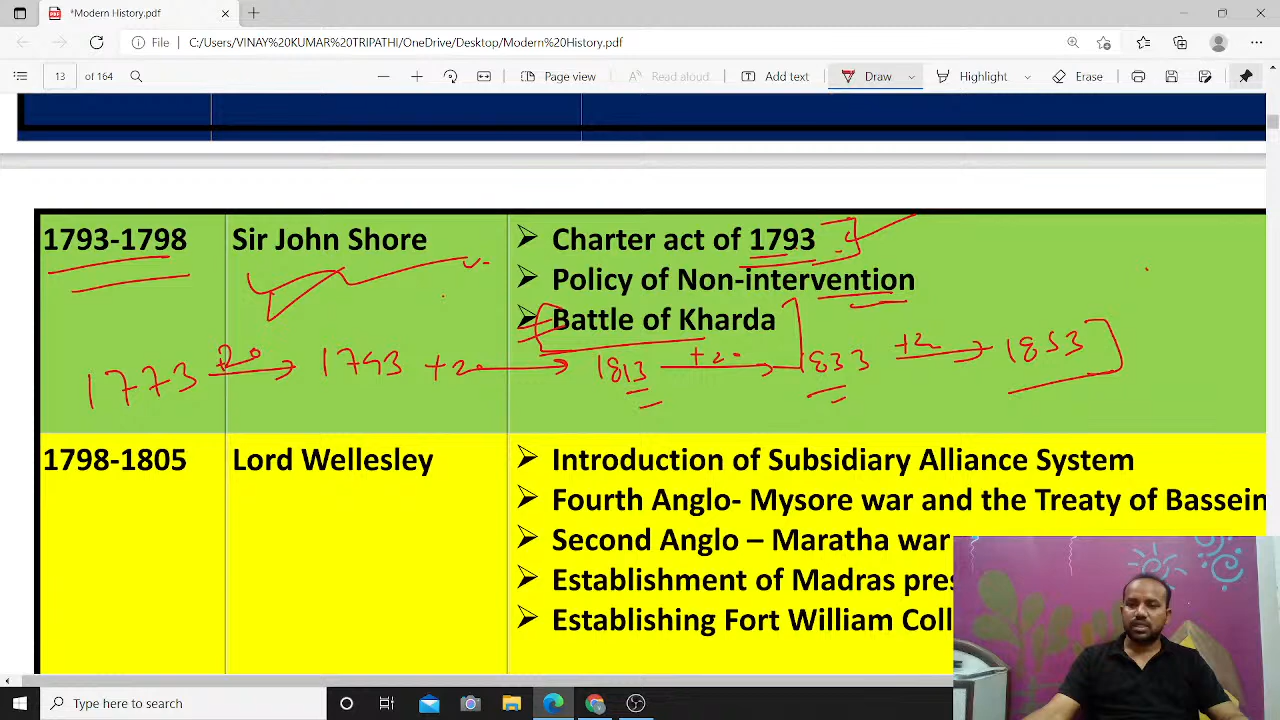 *Modern History.pdf
File
C:/Users/VINAY%20KUMAR%20TRIPATHI/OneDrive/Desktop/Modern%20History.pdf
13 of 164
Page view
Read aloud
Add text
Draw
Highlight
Erase
1793-1798
Sir John Shore
Charter act of 1793
Policy of Non-intervention
Battle of Kharda
1773 +20 1793 +20 1813 +20 1833 1853
1798-1805
Lord Wellesley
Introduction of Subsidiary Alliance System
Fourth Anglo- Mysore war and the Treaty of Bassein
Second Anglo – Maratha war
Establishment of Madras pres
Establishing Fort William Coll
Type here to search